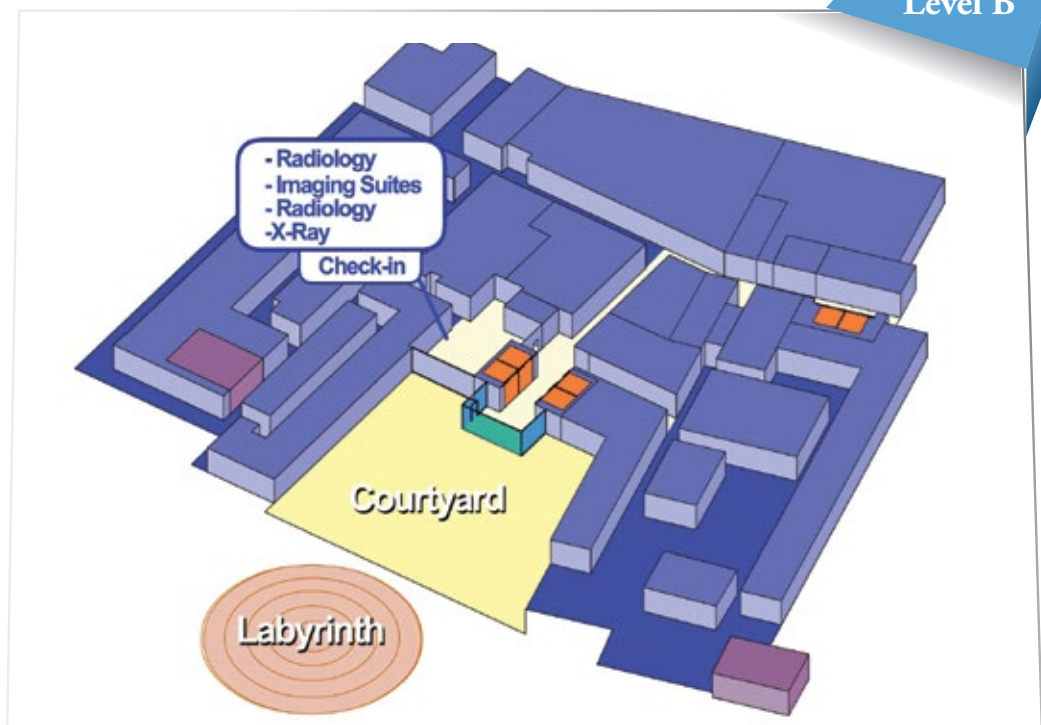 Level B
- Radiology
- Imaging Suites
- Radiology
-X-Ray
Check-in
Courtyard
Labyrinth